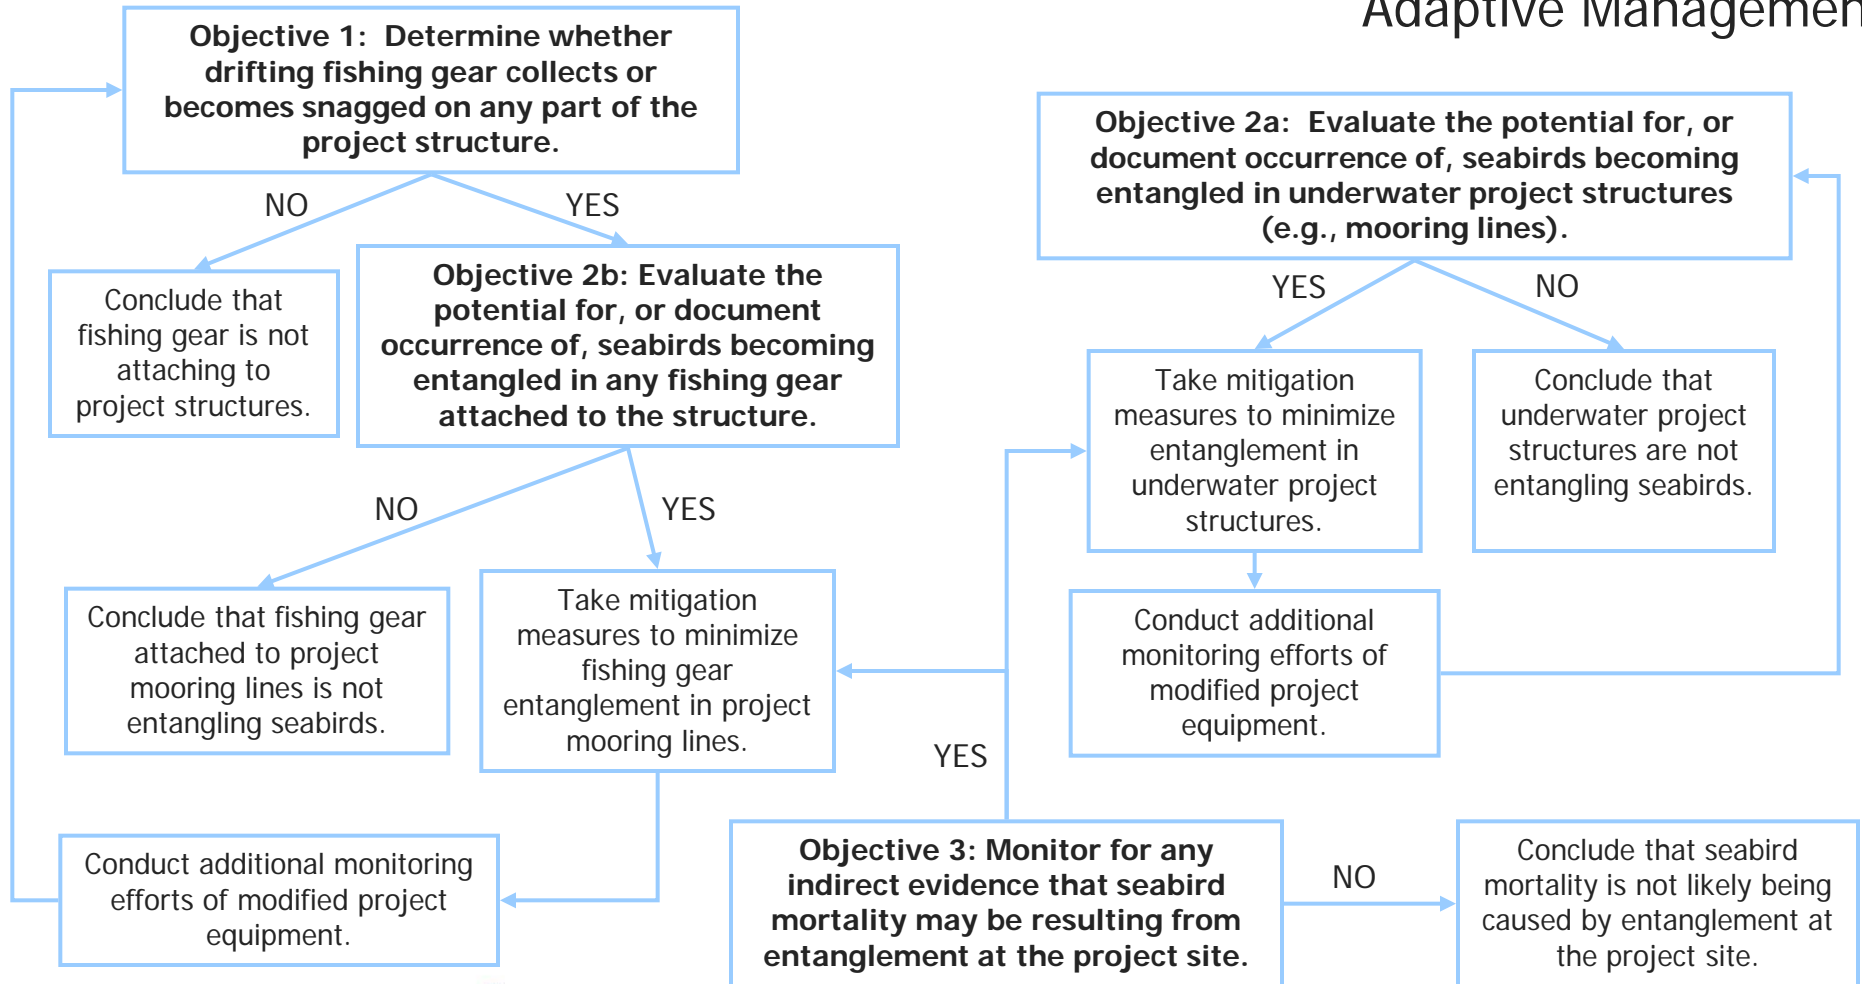 Adaptive Managemen
Objective 1: Determine whether
drifting fishing gear collects or
becomes snagged on any part of the
project structure.
NO
YES
Conclude that
fishing gear is not
attaching to
project structures.
Objective 2b: Evaluate the
potential for, or document
occurrence of, seabirds becoming
entangled in any fishing gear
attached to the structure.
NO
YES
Conclude that fishing gear
attached to project
mooring lines is not
entangling seabirds.
Take mitigation
measures to minimize
fishing gear
entanglement in project
mooring lines.
Conduct additional monitoring
efforts of modified project
equipment.
Objective 2a: Evaluate the potential for, or
document occurrence of, seabirds becoming
entangled in underwater project structures
(e.g., mooring lines).
YES
NO
Take mitigation
measures to minimize
entanglement in
underwater project
structures.
Conclude that
underwater project
structures are not
entangling seabirds.
Conduct additional
monitoring efforts of
modified project
equipment.
YES
Objective 3: Monitor for any
indirect evidence that seabird
mortality may be resulting from
entanglement at the project site.
NO
Conclude that seabird
mortality is not likely being
caused by entanglement at
the project site.